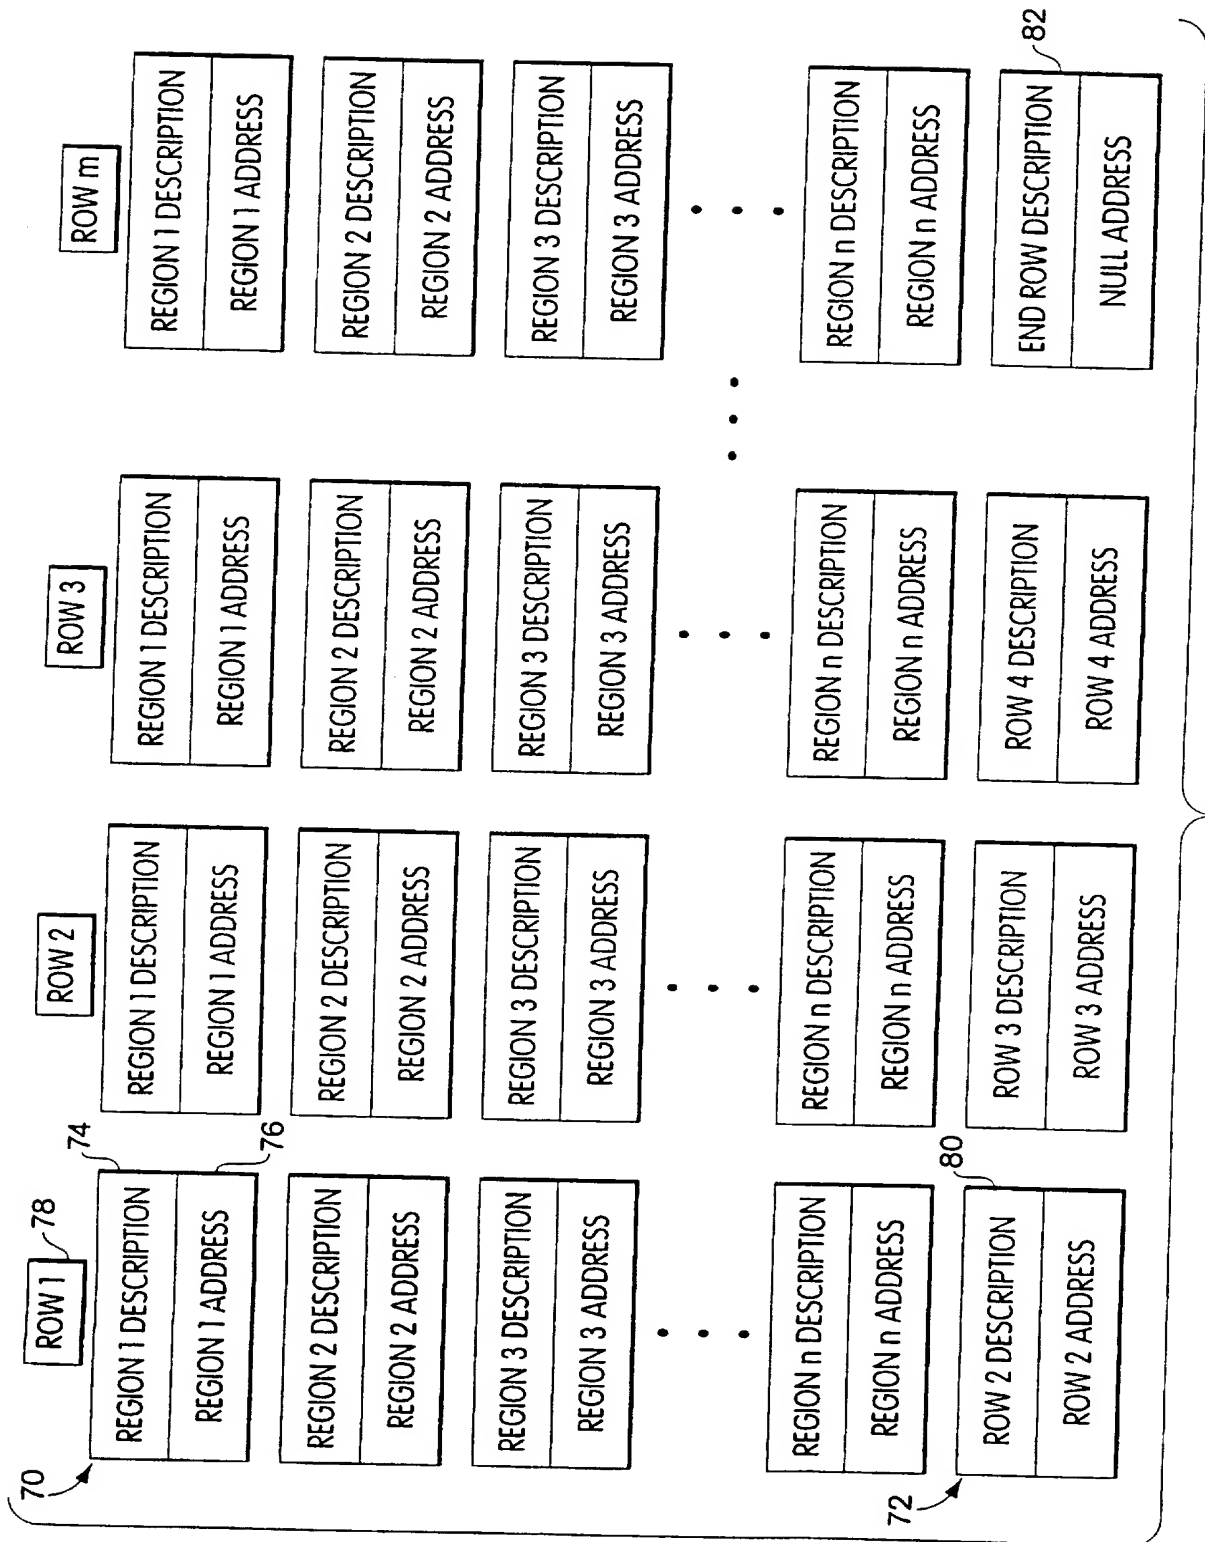 ROW 1
78
70
REGION 1 DESCRIPTION
74
REGION 1 ADDRESS
76
REGION 2 DESCRIPTION
REGION 2 ADDRESS
REGION 3 DESCRIPTION
REGION 3 ADDRESS
REGION n DESCRIPTION
REGION n ADDRESS
72
ROW 2 DESCRIPTION
80
ROW 2 ADDRESS
ROW 2
REGION 1 DESCRIPTION
REGION 1 ADDRESS
REGION 2 DESCRIPTION
REGION 2 ADDRESS
REGION 3 DESCRIPTION
REGION 3 ADDRESS
REGION n DESCRIPTION
REGION n ADDRESS
ROW 3 DESCRIPTION
ROW 3 ADDRESS
ROW 3
REGION 1 DESCRIPTION
REGION 1 ADDRESS
REGION 2 DESCRIPTION
REGION 2 ADDRESS
REGION 3 DESCRIPTION
REGION 3 ADDRESS
REGION n DESCRIPTION
REGION n ADDRESS
ROW 4 DESCRIPTION
ROW 4 ADDRESS
ROW m
REGION 1 DESCRIPTION
REGION 1 ADDRESS
REGION 2 DESCRIPTION
REGION 2 ADDRESS
REGION 3 DESCRIPTION
REGION 3 ADDRESS
REGION n DESCRIPTION
REGION n ADDRESS
END ROW DESCRIPTION
82
NULL ADDRESS